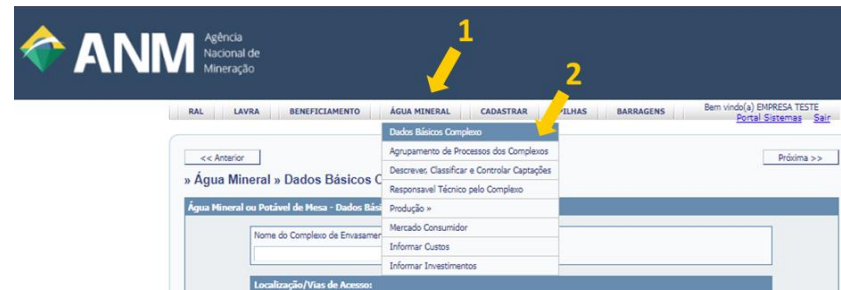 ANM
Agência
Nacional de
Mineração
1
2
RAL LAVRA BENEFICIAMENTO ÁGUA MINERAL CADASTRAR PILHAS BARRAGENS
Bem vindo(a) EMPRESA TESTE
Portal Sistemas Sair
Dados Básicos Complexo
Agrupamento de Processos dos Complexos
Descrever, Classificar e Controlar Captações
Responsavel Técnico pelo Complexo
Produção »
Mercado Consumidor
Informar Custos
Informar Investimentos
<< Anterior
Próxima >>
» Água Mineral » Dados Básicos C
Água Mineral ou Potável de Mesa - Dados Bási
Nome do Complexo de Envasamen
Localização/Vias de Acesso: